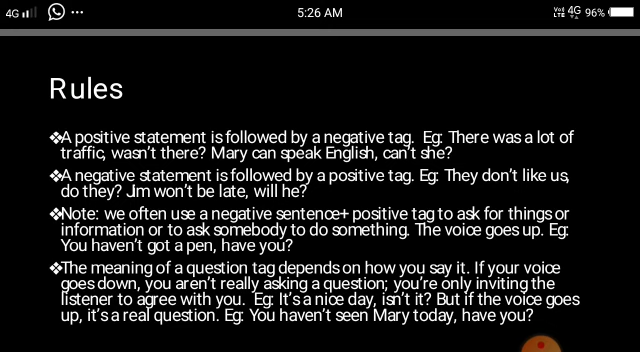 4G 5:26 AM Vo) LTE 4G 96%
Rules
❖A positive statement is followed by a negative tag. Eg: There was a lot of
traffic, wasn't there? Mary can speak English, can't she?
❖A negative statement is followed by a positive tag. Eg: They don't like us,
do they? Jim won't be late, will he?
❖Note: we often use a negative sentence+ positive tag to ask for things or
information or to ask somebody to do something. The voice goes up. Eg:
You haven't got a pen, have you?
❖The meaning of a question tag depends on how you say it. If your voice
goes down, you aren't really asking a question; you're only inviting the
listener to agree with you. Eg: It's a nice day, isn't it? But if the voice goes
up, it's a real question. Eg: You haven't seen Mary today, have you?